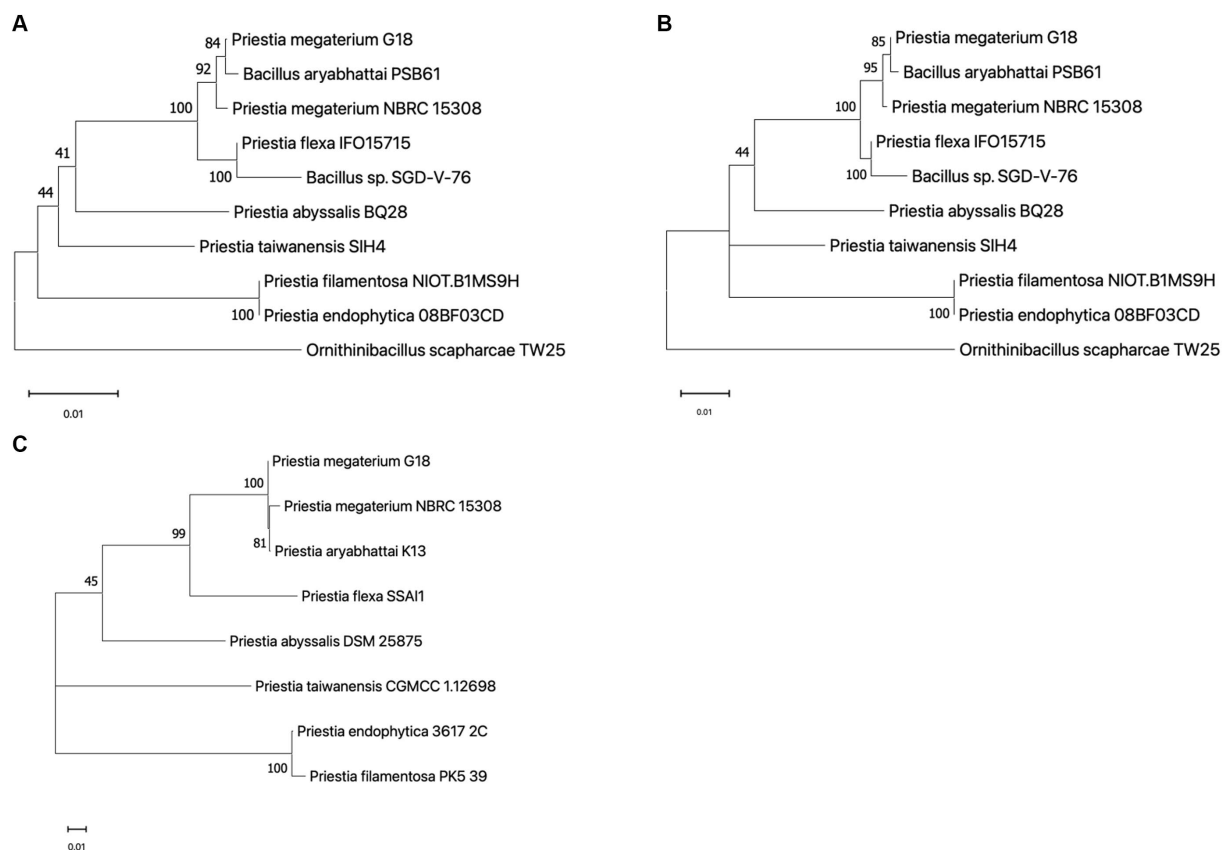 A
84
Priestia megaterium G18
92
Bacillus aryabhattai PSB61
100
Priestia megaterium NBRC 15308
Priestia flexa IFO15715
41
100
Bacillus sp. SGD-V-76
44
Priestia abyssalis BQ28
Priestia taiwanensis SIH4
Priestia filamentosa NIOT.B1MS9H
100
Priestia endophytica 08BF03CD
Ornithinibacillus scapharcae TW25
0.01
B
85
Priestia megaterium G18
95
Bacillus aryabhattai PSB61
100
Priestia megaterium NBRC 15308
Priestia flexa IFO15715
44
100
Bacillus sp. SGD-V-76
Priestia abyssalis BQ28
Priestia taiwanensis SIH4
Priestia filamentosa NIOT.B1MS9H
100
Priestia endophytica 08BF03CD
Ornithinibacillus scapharcae TW25
0.01
C
Priestia megaterium G18
100
Priestia megaterium NBRC 15308
99
81
Priestia aryabhattai K13
45
Priestia flexa SSAI1
Priestia abyssalis DSM 25875
Priestia taiwanensis CGMCC 1.12698
Priestia endophytica 3617 2C
100
Priestia filamentosa PK5 39
0.01